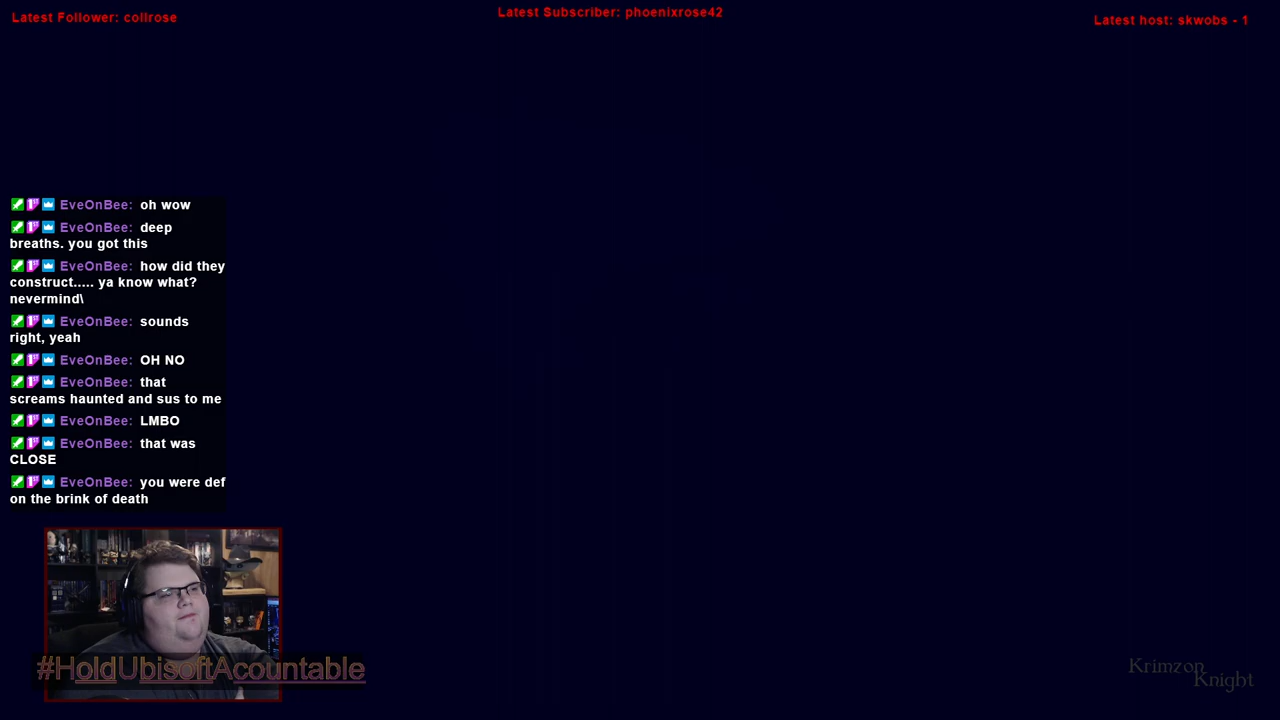 Latest Follower: collrose
Latest Subscriber: phoenixrose42
Latest host: skwobs - 1
EveOnBee: oh wow
EveOnBee: deep
breaths. you got this
EveOnBee: how did they
construct..... ya know what?
nevermind\
EveOnBee: sounds
right, yeah
EveOnBee: OH NO
EveOnBee: that
screams haunted and sus to me
EveOnBee: LMBO
EveOnBee: that was
CLOSE
EveOnBee: you were def
on the brink of death
#HoldUbisoftAcountable
Krimzon
Knight